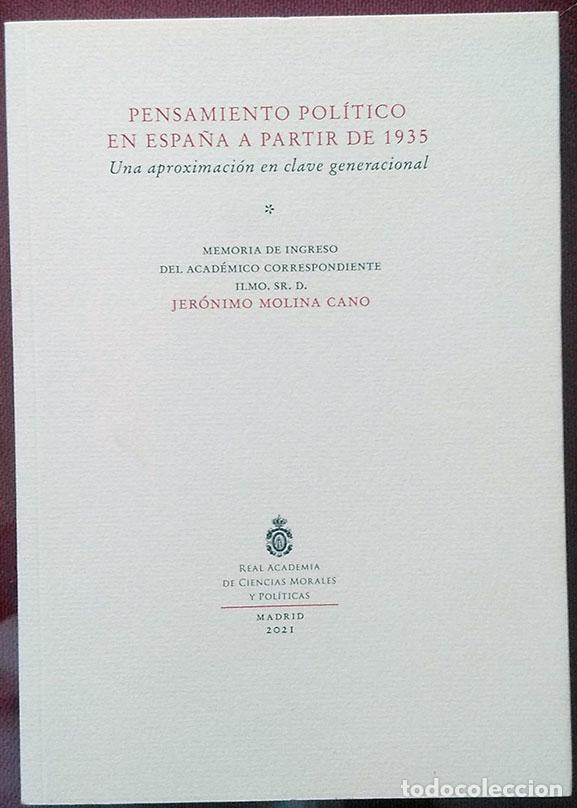 PENSAMIENTO POLÍTICO
EN ESPAÑA A PARTIR DE 1935
Una aproximación en clave generacional
*
MEMORIA DE INGRESO
DEL ACADÉMICO CORRESPONDIENTE
ILMO. SR. D.
JERÓNIMO MOLINA CANO
REAL ACADEMIA
DE CIENCIAS MORALES
Y POLÍTICAS
MADRID
2021
todocoleccion